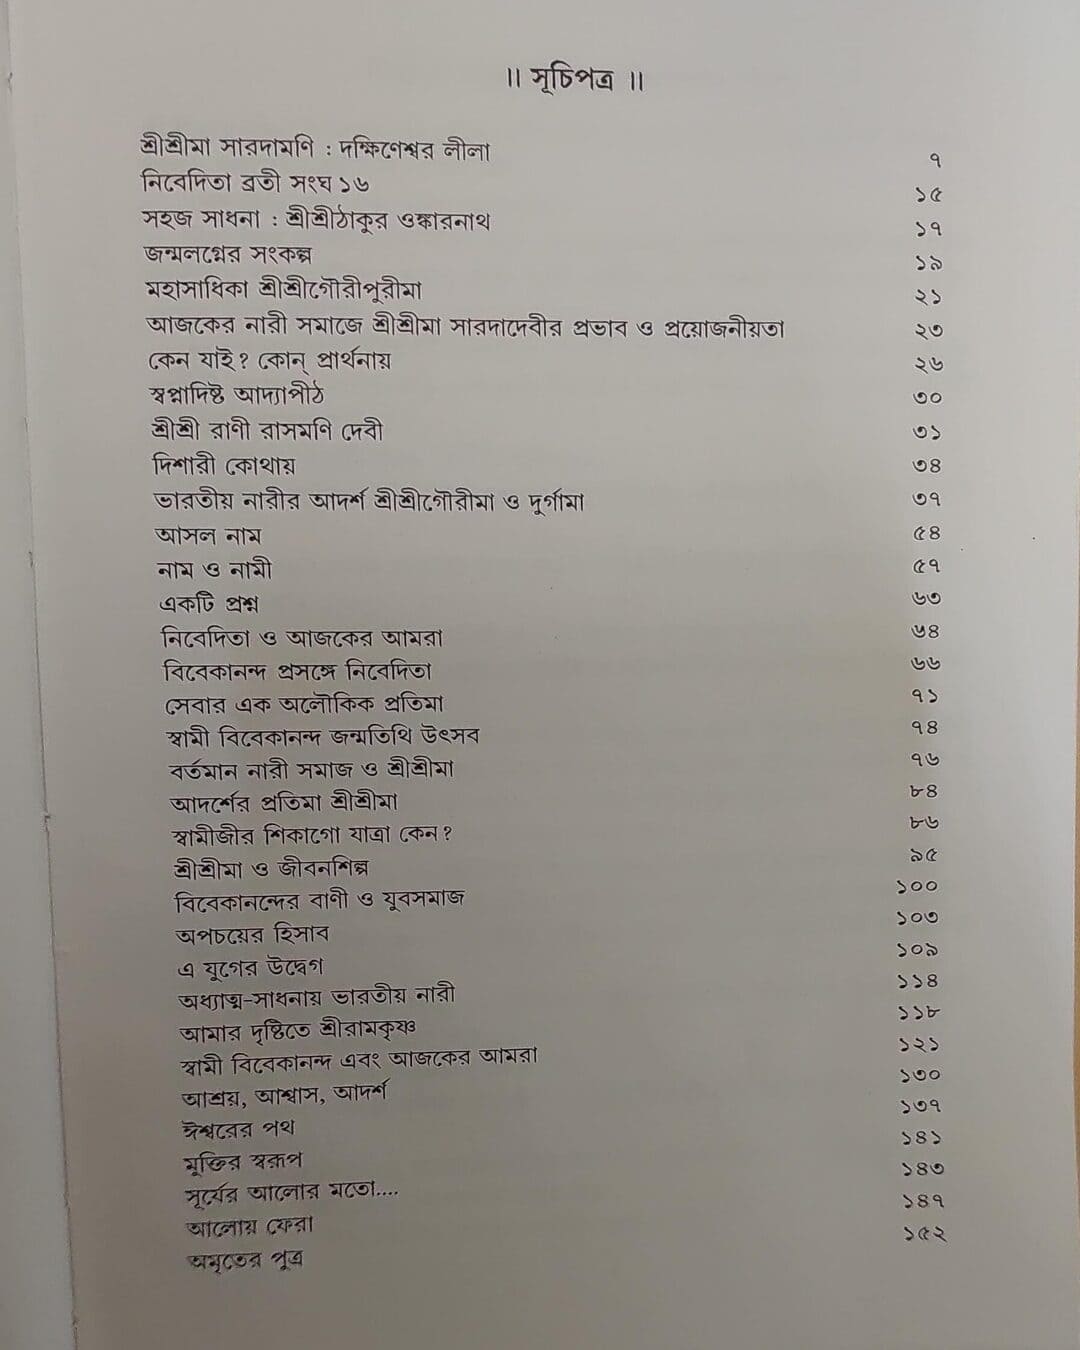 ॥ সূচিপত্র ॥
শ্রীশ্রীমা সারদামণি : দক্ষিণেশ্বর লীলা ৭
নিবেদিতা ব্রতী সংঘ ১৬ ১৫
সহজ সাধনা : শ্রীশ্রীঠাকুর ওঙ্কারনাথ ১৭
জন্মলগ্নের সংকল্প ১৯
মহাসাধিকা শ্রীশ্রীগৌরীপুরীমা ২১
আজকের নারী সমাজে শ্রীশ্রীমা সারদাদেবীর প্রভাব ও প্রয়োজনীয়তা ২৩
কেন যাই? কোন্ প্রার্থনায় ২৬
স্বপ্নাদিষ্ট আদ্যাপীঠ ৩০
শ্রীশ্রী রাণী রাসমণি দেবী ৩১
দিশারী কোথায় ৩৪
ভারতীয় নারীর আদর্শ শ্রীশ্রীগৌরীমা ও দুর্গামা ৩৭
আসল নাম ৫৪
নাম ও নামী ৫৭
একটি প্রশ্ন ৬৩
নিবেদিতা ও আজকের আমরা ৬৪
বিবেকানন্দ প্রসঙ্গে নিবেদিতা ৬৬
সেবার এক অলৌকিক প্রতিমা ৭১
স্বামী বিবেকানন্দ জন্মতিথি উৎসব ৭৪
বর্তমান নারী সমাজ ও শ্রীশ্রীমা ৭৬
আদর্শের প্রতিমা শ্রীশ্রীমা ৮৪
স্বামীজীর শিকাগো যাত্রা কেন? ৮৬
শ্রীশ্রীমা ও জীবনশিল্প ৯৫
বিবেকানন্দের বাণী ও যুবসমাজ ১০০
অপচয়ের হিসাব ১০৩
এ যুগের উদ্বেগ ১০৯
অধ্যাত্ম-সাধনায় ভারতীয় নারী ১১৪
আমার দৃষ্টিতে শ্রীরামকৃষ্ণ ১১৮
স্বামী বিবেকানন্দ এবং আজকের আমরা ১২১
আশ্রয়, আশ্বাস, আদর্শ ১৩০
ঈশ্বরের পথ ১৩৭
মুক্তির স্বরূপ ১৪১
সূর্যের আলোর মতো.... ১৪৩
আলোয় ফেরা ১৪৭
অমৃতের পুত্র ১৫২